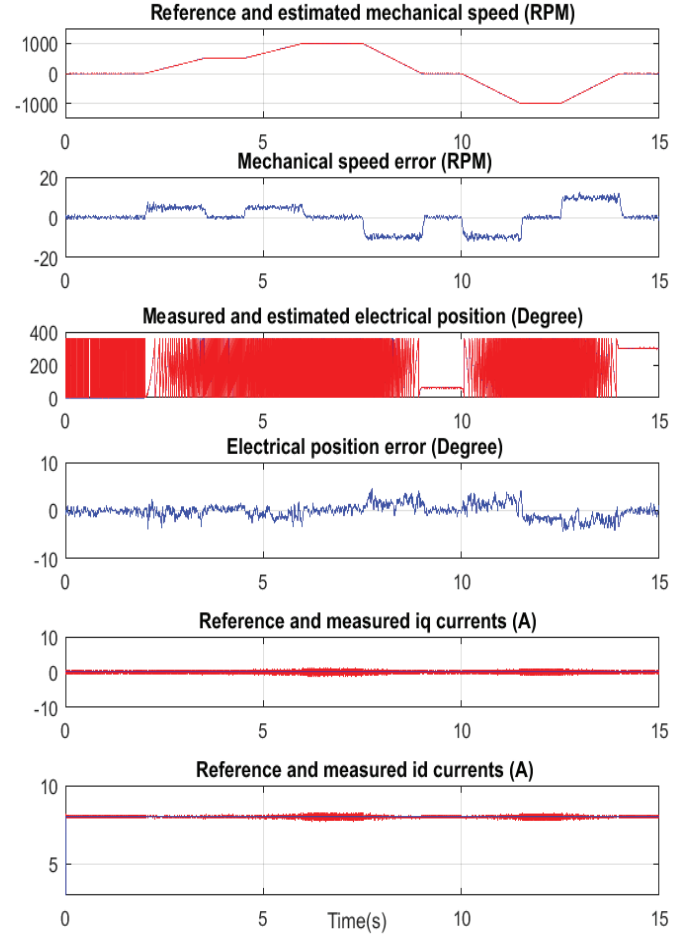 Reference and estimated mechanical speed (RPM)
1000
0
-1000
0 5 10 15
Mechanical speed error (RPM)
20
0
-20
0 5 10 15
Measured and estimated electrical position (Degree)
400
200
0
0 5 10 15
Electrical position error (Degree)
10
0
-10
0 5 10 15
Reference and measured iq currents (A)
10
0
-10
0 5 10 15
Reference and measured id currents (A)
10
5
0 5 10 15
Time(s)